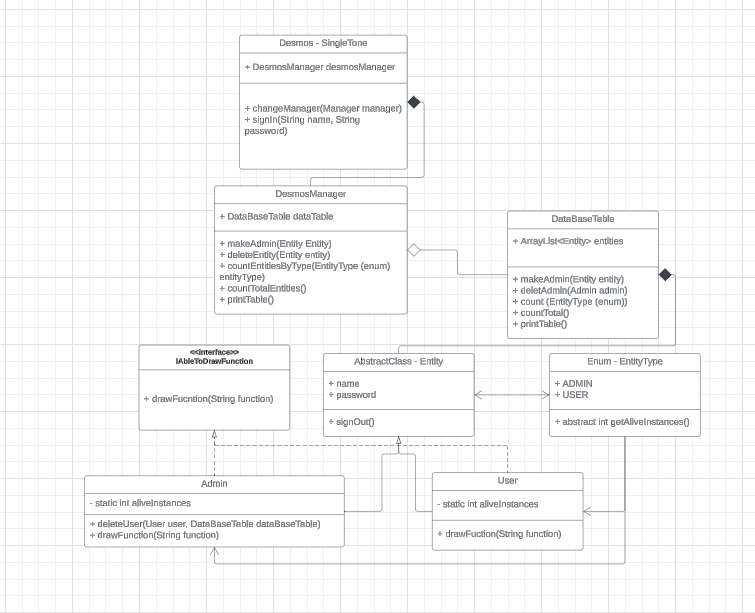 Desmos - SingleTone
+ DesmosManager desmosManager
+ changeManager(Manager manager)
+ signIn(String name, String
password)
DesmosManager
+ DataBaseTable dataTable
+ makeAdmin(Entity Entity)
+ deleteEntity(Entity entity)
+ countEntitiesByType(EntityType (enum)
entityType)
+ countTotalEntities()
+ printTable()
DataBaseTable
+ ArrayList<Entity> entities
+ makeAdmin(Entity entity)
+ deletAdmin(Admin admin)
+ count (EntityType (enum))
+ countTotal()
+ printTable()
<<interface>>
IAbleToDrawFunction
+ drawFucntion(String function)
AbstractClass - Entity
+ name
+ password
+ signOut()
Enum - EntityType
+ ADMIN
+ USER
+ abstract int getAliveInstances()
Admin
- static int aliveInstances
+ deleteUser(User user, DataBaseTable dataBaseTable)
+ drawFunction(String function)
User
- static int aliveInstances
+ drawFuction(String function)